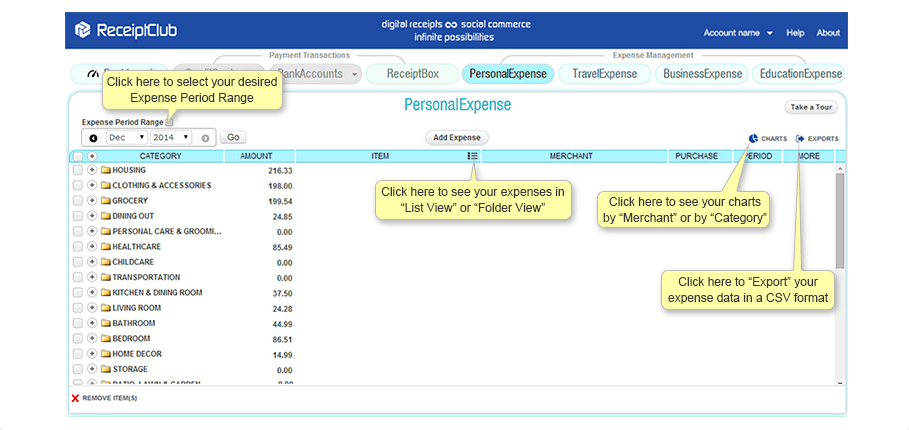 ReceiptClub
digital receipts ∞ social commerce
infinite possibilities
Account name
Help
About
Payment Transactions
Expense Management
BankAccounts
ReceiptBox
PersonalExpense
TravelExpense
BusinessExpense
EducationExpense
Click here to select your desired
Expense Period Range
PersonalExpense
Take a Tour
Expense Period Range
Dec
2014
Go
Add Expense
CHARTS
EXPORTS
CATEGORY AMOUNT ITEM MERCHANT PURCHASE PERIOD MORE
HOUSING 216.33
CLOTHING & ACCESSORIES 198.00
GROCERY 199.54
DINING OUT 24.85
PERSONAL CARE & GROOMI... 0.00
HEALTHCARE 85.49
CHILDCARE 0.00
TRANSPORTATION 0.00
KITCHEN & DINING ROOM 37.50
LIVING ROOM 24.28
BATHROOM 44.99
BEDROOM 86.51
HOME DECOR 14.99
STORAGE 0.00
PATIO, LAWN & GARDEN 0.00
Click here to see your expenses in
“List View” or “Folder View”
Click here to see your charts
by “Merchant” or by “Category”
Click here to “Export” your
expense data in a CSV format
REMOVE ITEM(S)